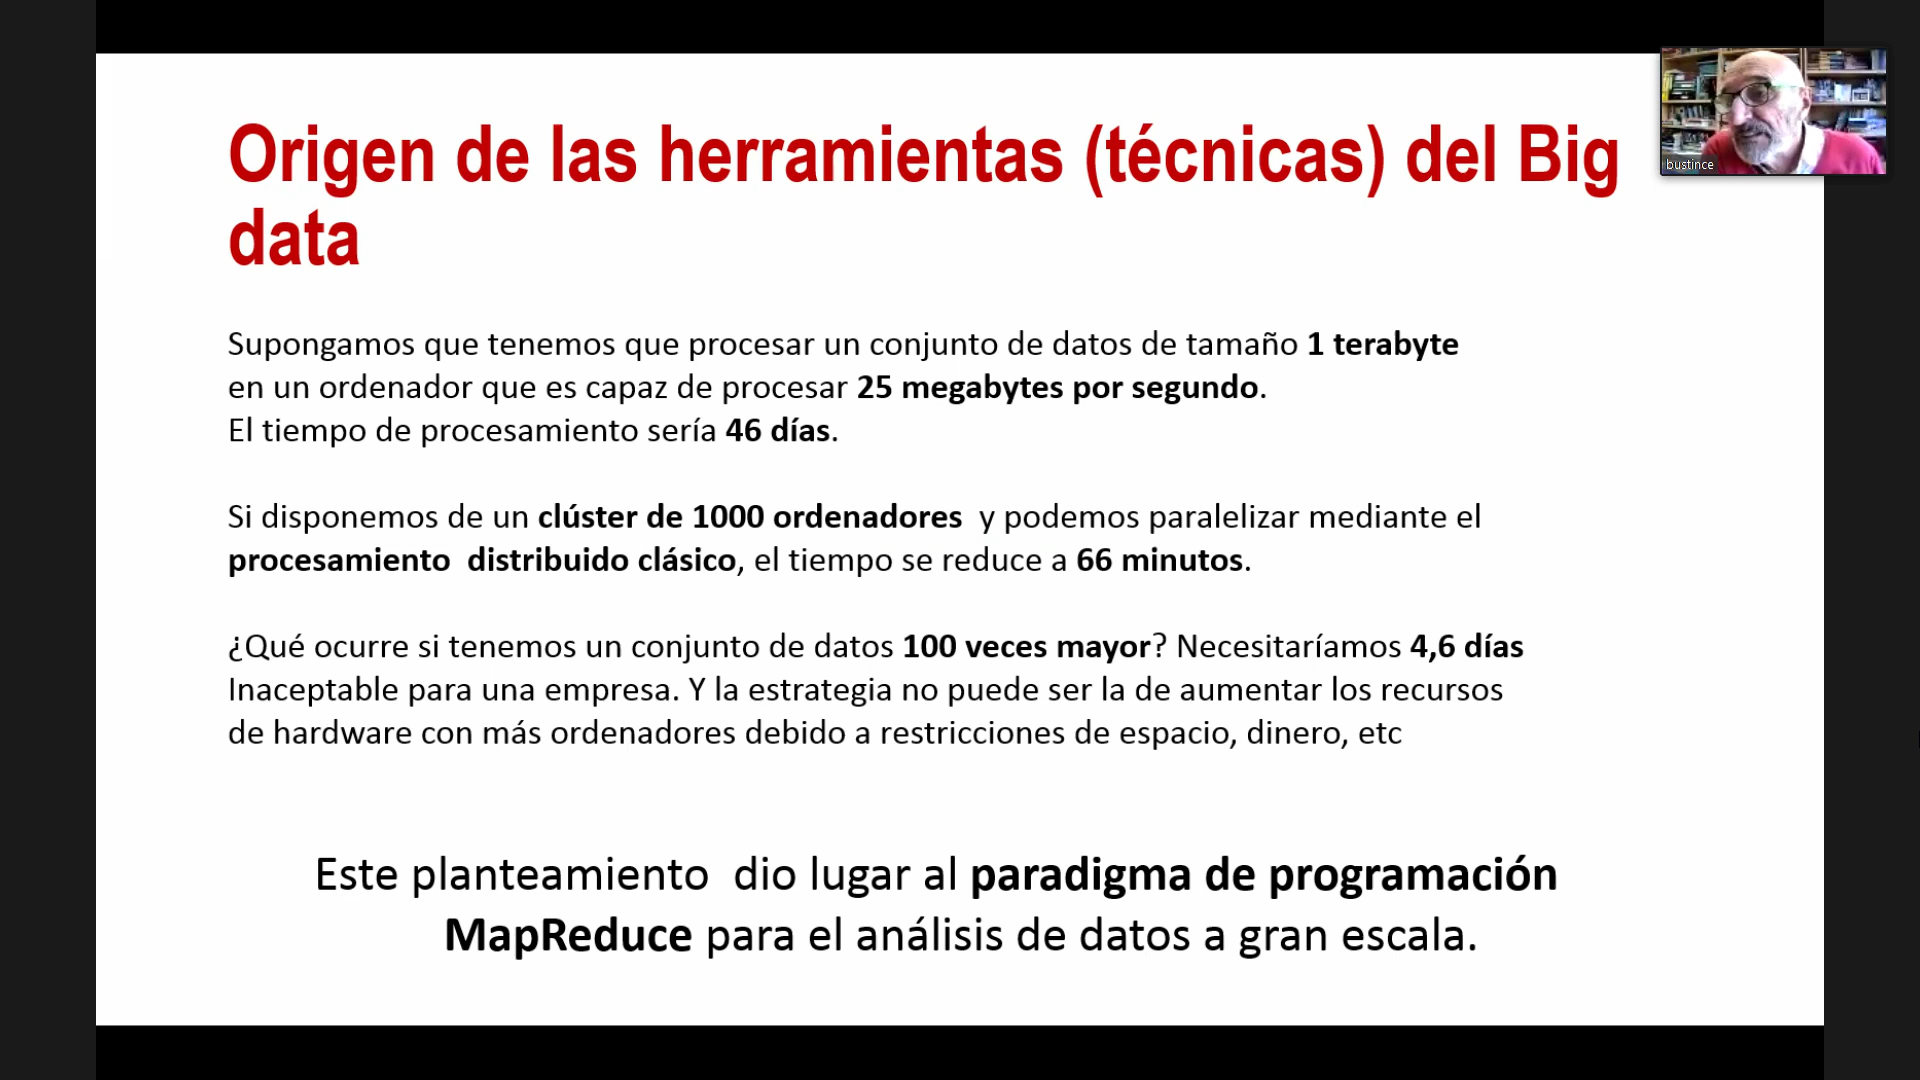 Origen de las herramientas (técnicas) del Big
data
bustince
Supongamos que tenemos que procesar un conjunto de datos de tamaño 1 terabyte
en un ordenador que es capaz de procesar 25 megabytes por segundo.
El tiempo de procesamiento sería 46 días.
Si disponemos de un clúster de 1000 ordenadores y podemos paralelizar mediante el
procesamiento distribuido clásico, el tiempo se reduce a 66 minutos.
¿Qué ocurre si tenemos un conjunto de datos 100 veces mayor? Necesitaríamos 4,6 días
Inaceptable para una empresa. Y la estrategia no puede ser la de aumentar los recursos
de hardware con más ordenadores debido a restricciones de espacio, dinero, etc
Este planteamiento dio lugar al paradigma de programación
MapReduce para el análisis de datos a gran escala.